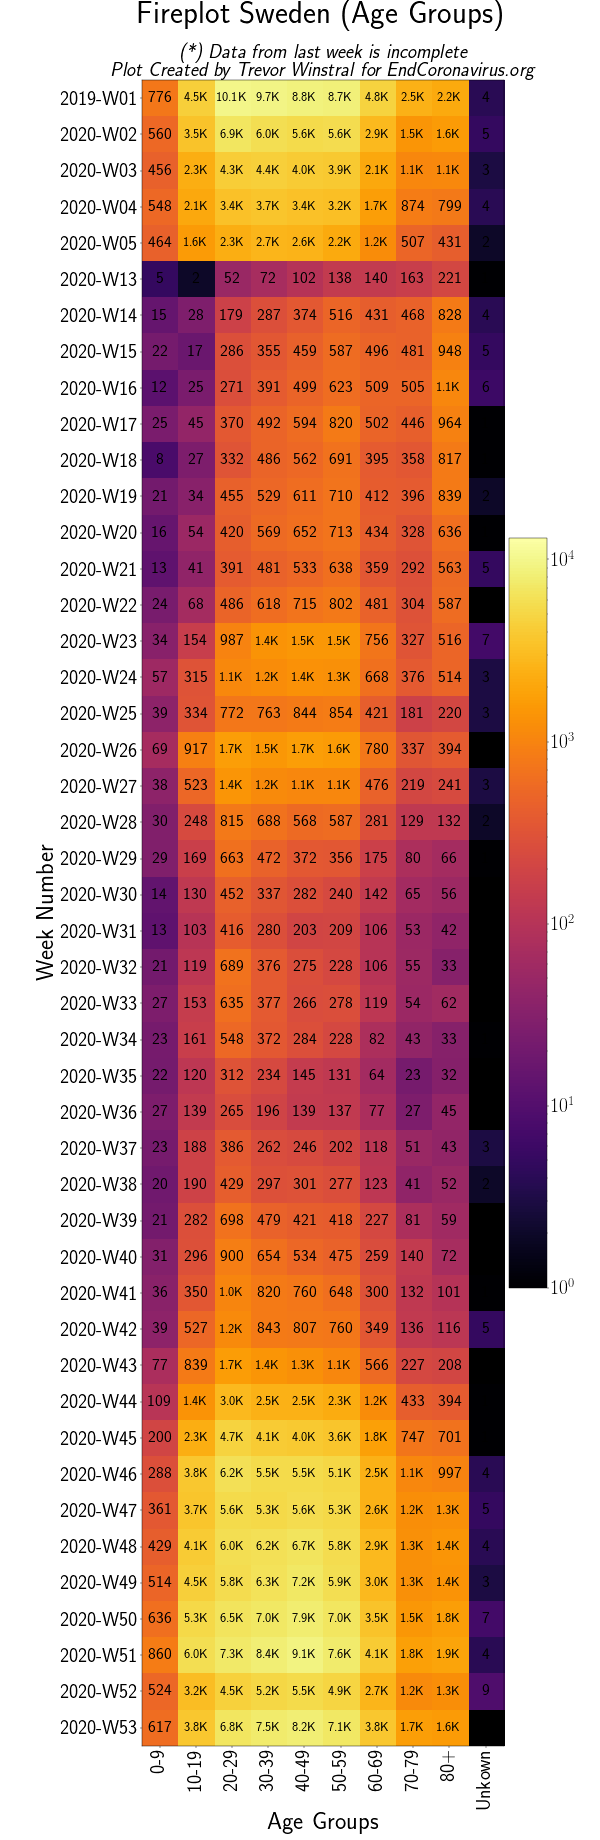 Fireplot Sweden (Age Groups)
(*) Data from last week is incomplete
Plot Created by Trevor Winstral for EndCoronavirus.org
2019-W01 776 4.5K 10.1K 9.7K 8.8K 8.7K 4.8K 2.5K 2.2K 4
2020-W02 560 3.5K 6.9K 6.0K 5.6K 5.6K 2.9K 1.5K 1.6K 5
2020-W03 456 2.3K 4.3K 4.4K 4.0K 3.9K 2.1K 1.1K 1.1K 3
2020-W04 548 2.1K 3.4K 3.7K 3.4K 3.2K 1.7K 874 799 4
2020-W05 464 1.6K 2.3K 2.7K 2.6K 2.2K 1.2K 507 431 2
2020-W13 5 2 52 72 102 138 140 163 221
2020-W14 15 28 179 287 374 516 431 468 828 4
2020-W15 22 17 286 355 459 587 496 481 948 5
2020-W16 12 25 271 391 499 623 509 505 1.1K 6
2020-W17 25 45 370 492 594 820 502 446 964
2020-W18 8 27 332 486 562 691 395 358 817
2020-W19 21 34 455 529 611 710 412 396 839 2
2020-W20 16 54 420 569 652 713 434 328 636
2020-W21 13 41 391 481 533 638 359 292 563 5
2020-W22 24 68 486 618 715 802 481 304 587
2020-W23 34 154 987 1.4K 1.5K 1.5K 756 327 516 7
2020-W24 57 315 1.1K 1.2K 1.4K 1.3K 668 376 514 3
2020-W25 39 334 772 763 844 854 421 181 220 3
2020-W26 69 917 1.7K 1.5K 1.7K 1.6K 780 337 394
2020-W27 38 523 1.4K 1.2K 1.1K 1.1K 476 219 241 3
2020-W28 30 248 815 688 568 587 281 129 132 2
2020-W29 29 169 663 472 372 356 175 80 66
2020-W30 14 130 452 337 282 240 142 65 56
2020-W31 13 103 416 280 203 209 106 53 42
2020-W32 21 119 689 376 275 228 106 55 33
2020-W33 27 153 635 377 266 278 119 54 62
2020-W34 23 161 548 372 284 228 82 43 33
2020-W35 22 120 312 234 145 131 64 23 32
2020-W36 27 139 265 196 139 137 77 27 45
2020-W37 23 188 386 262 246 202 118 51 43 3
2020-W38 20 190 429 297 301 277 123 41 52 2
2020-W39 21 282 698 479 421 418 227 81 59
2020-W40 31 296 900 654 534 475 259 140 72
2020-W41 36 350 1.0K 820 760 648 300 132 101
2020-W42 39 527 1.2K 843 807 760 349 136 116 5
2020-W43 77 839 1.7K 1.4K 1.3K 1.1K 566 227 208
2020-W44 109 1.4K 3.0K 2.5K 2.5K 2.3K 1.2K 433 394
2020-W45 200 2.3K 4.7K 4.1K 4.0K 3.6K 1.8K 747 701
2020-W46 288 3.8K 6.2K 5.5K 5.5K 5.1K 2.5K 1.1K 997 4
2020-W47 361 3.7K 5.6K 5.3K 5.6K 5.3K 2.6K 1.2K 1.3K 5
2020-W48 429 4.1K 6.0K 6.2K 6.7K 5.8K 2.9K 1.3K 1.4K 4
2020-W49 514 4.5K 5.8K 6.3K 7.2K 5.9K 3.0K 1.3K 1.4K 3
2020-W50 636 5.3K 6.5K 7.0K 7.9K 7.0K 3.5K 1.5K 1.8K 7
2020-W51 860 6.0K 7.3K 8.4K 9.1K 7.6K 4.1K 1.8K 1.9K 4
2020-W52 524 3.2K 4.5K 5.2K 5.5K 4.9K 2.7K 1.2K 1.3K 9
2020-W53 617 3.8K 6.8K 7.5K 8.2K 7.1K 3.8K 1.7K 1.6K
0-9 10-19 20-29 30-39 40-49 50-59 60-69 70-79 80+ Unkown
Age Groups
Week Number
10⁴
10³
10²
10¹
10⁰